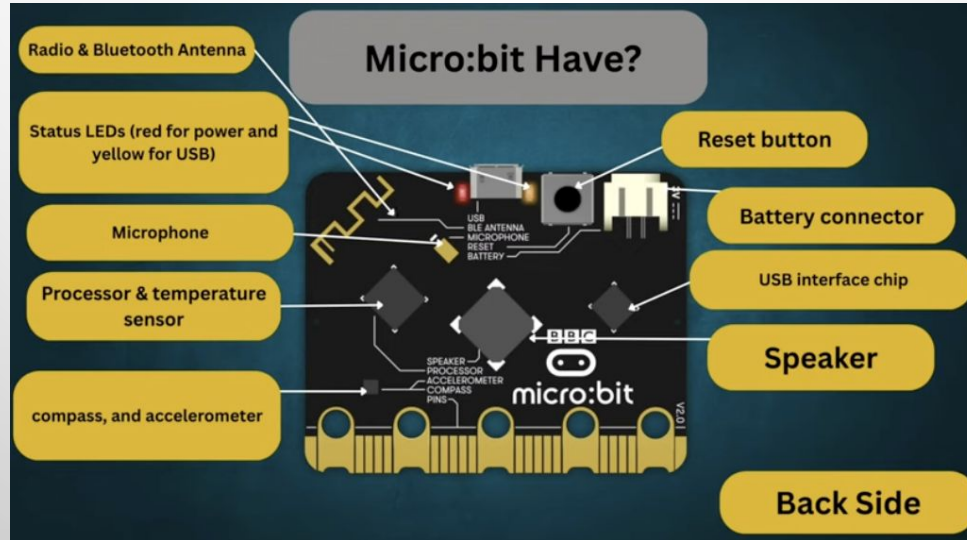 Micro:bit Have?
Radio & Bluetooth Antenna
Status LEDs (red for power and
yellow for USB)
Microphone
Processor & temperature
sensor
compass, and accelerometer
Reset button
Battery connector
USB interface chip
Speaker
Back Side
USB
BLE ANTENNA
MICROPHONE
RESET
BATTERY
3V
SPEAKER
PROCESSOR
ACCELEROMETER
COMPASS
PINS
BBC
micro:bit
V2.0